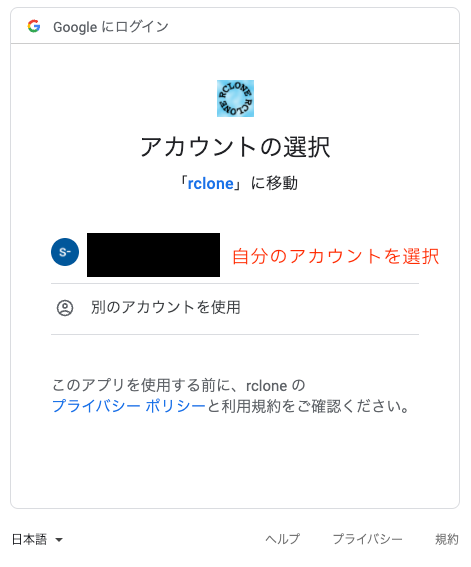 Google にログイン
RCLONE RCLONE
アカウントの選択
「rclone」に移動
S-
自分のアカウントを選択
別のアカウントを使用
このアプリを使用する前に、rclone の
プライバシー ポリシーと利用規約をご確認ください。
日本語
ヘルプ
プライバシー
規約